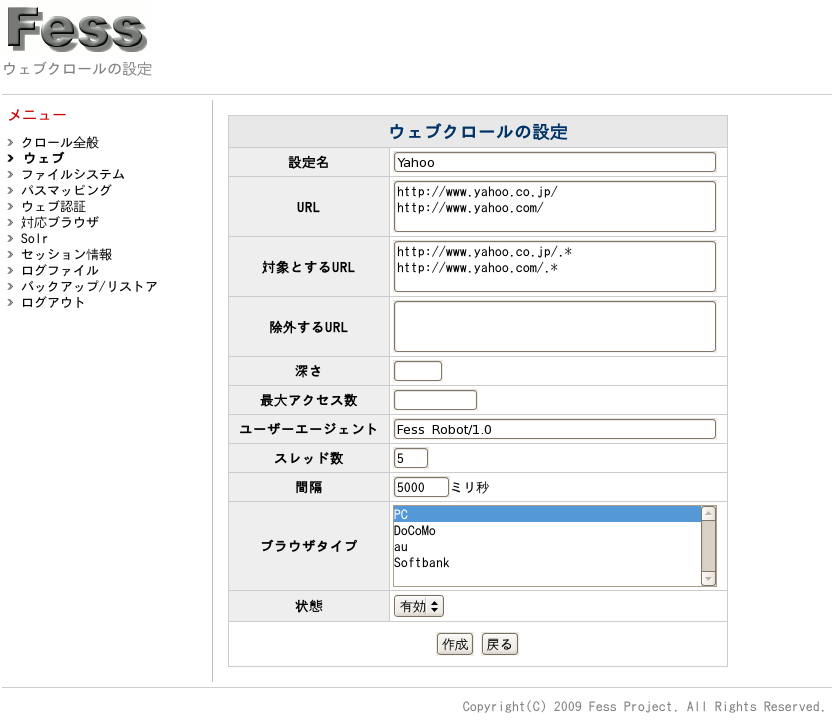 Fess
ウェブクロールの設定
メニュー
クロール全般
ウェブ
ファイルシステム
パスマッピング
ウェブ認証
対応ブラウザ
Solr
セッション情報
ログファイル
バックアップ/リストア
ログアウト
ウェブクロールの設定
設定名 Yahoo
URL
http://www.yahoo.co.jp/
http://www.yahoo.com/
対象とするURL
http://www.yahoo.co.jp/.*
http://www.yahoo.com/.*
除外するURL
深さ
最大アクセス数
ユーザーエージェント Fess Robot/1.0
スレッド数 5
間隔 5000 ミリ秒
ブラウザタイプ
PC
DoCoMo
au
Softbank
状態 有効
作成 戻る
Copyright(C) 2009 Fess Project. All Rights Reserved.